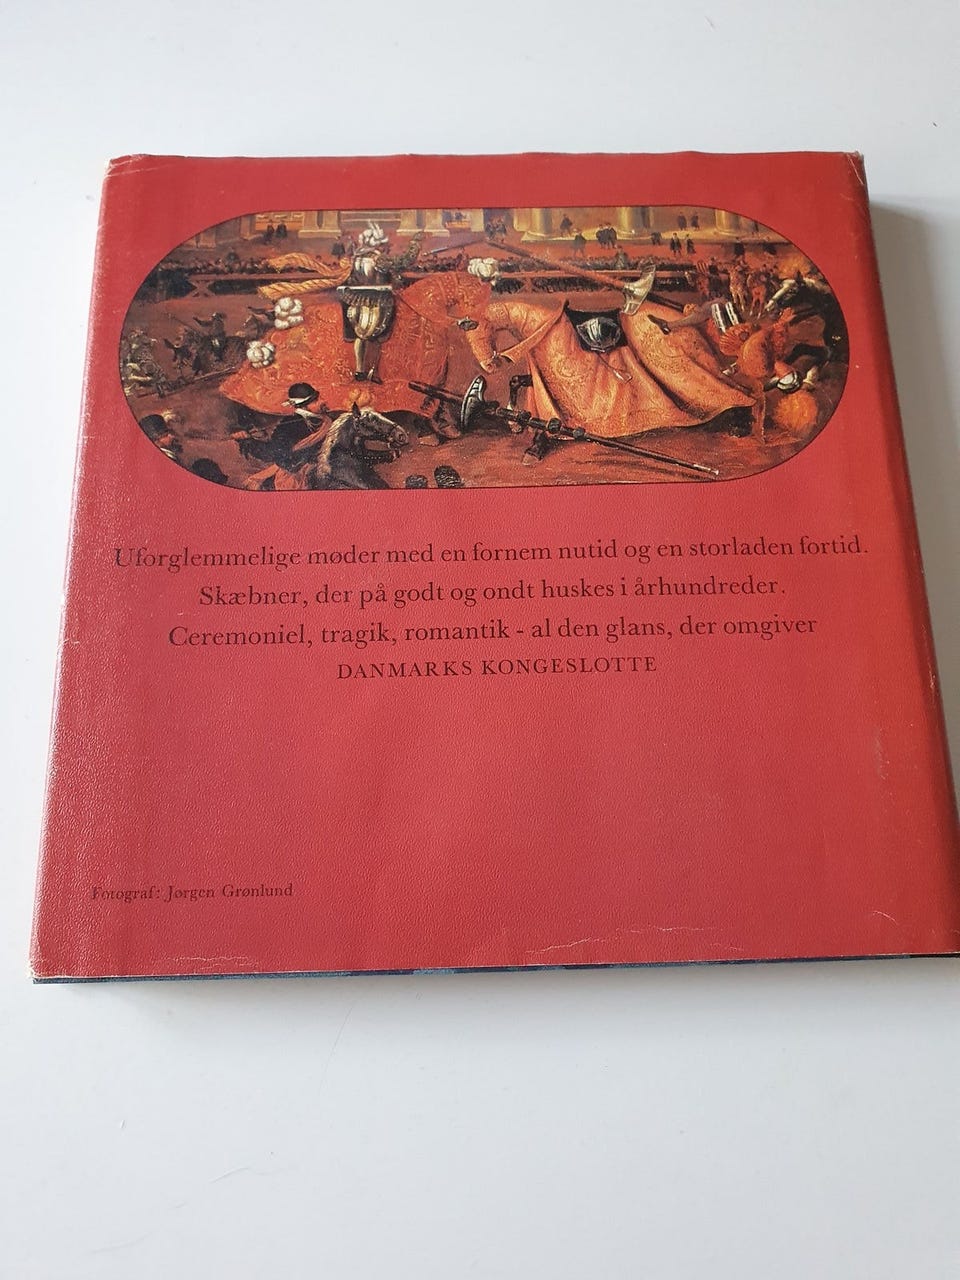 Uforglemmelige møder med en fornem nutid og en storladen fortid.
Skæbner, der på godt og ondt huskes i århundreder.
Ceremoniel, tragik, romantik - al den glans, der omgiver
DANMARKS KONGESLOTTE
Fotograf: Jørgen Grønlund